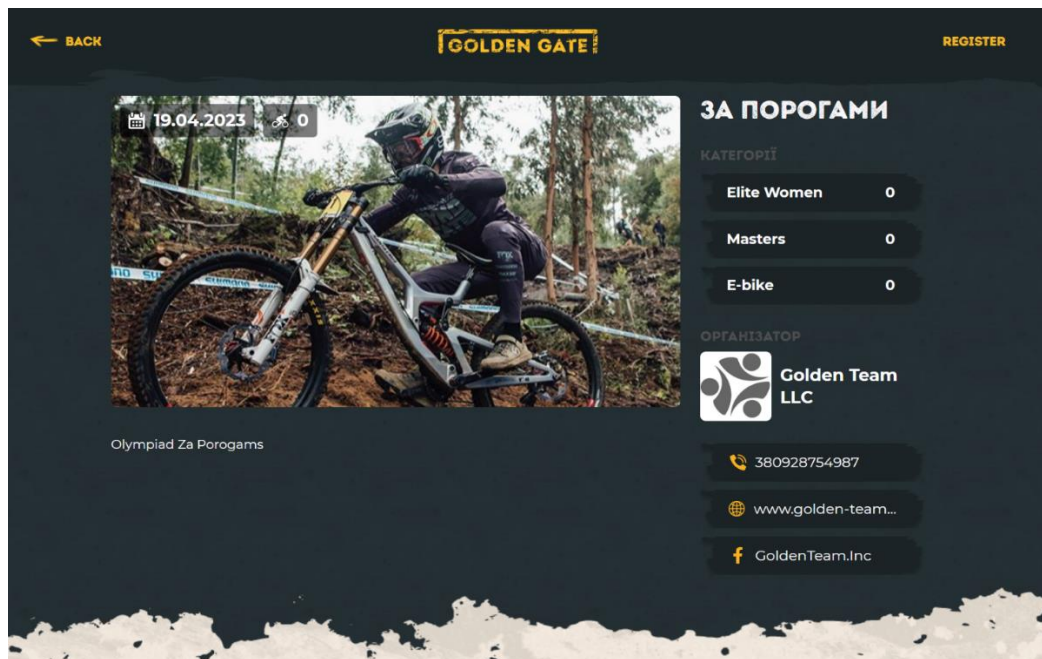 BACK
GOLDEN GATE
REGISTER
19.04.2023
0
ЗА ПОРОГАМИ
КАТЕГОРІЇ
Elite Women 0
Masters 0
E-bike 0
ОРГАНІЗАТОР
Golden Team
LLC
Olympiad Za Porogams
380928754987
www.golden-team...
GoldenTeam.Inc